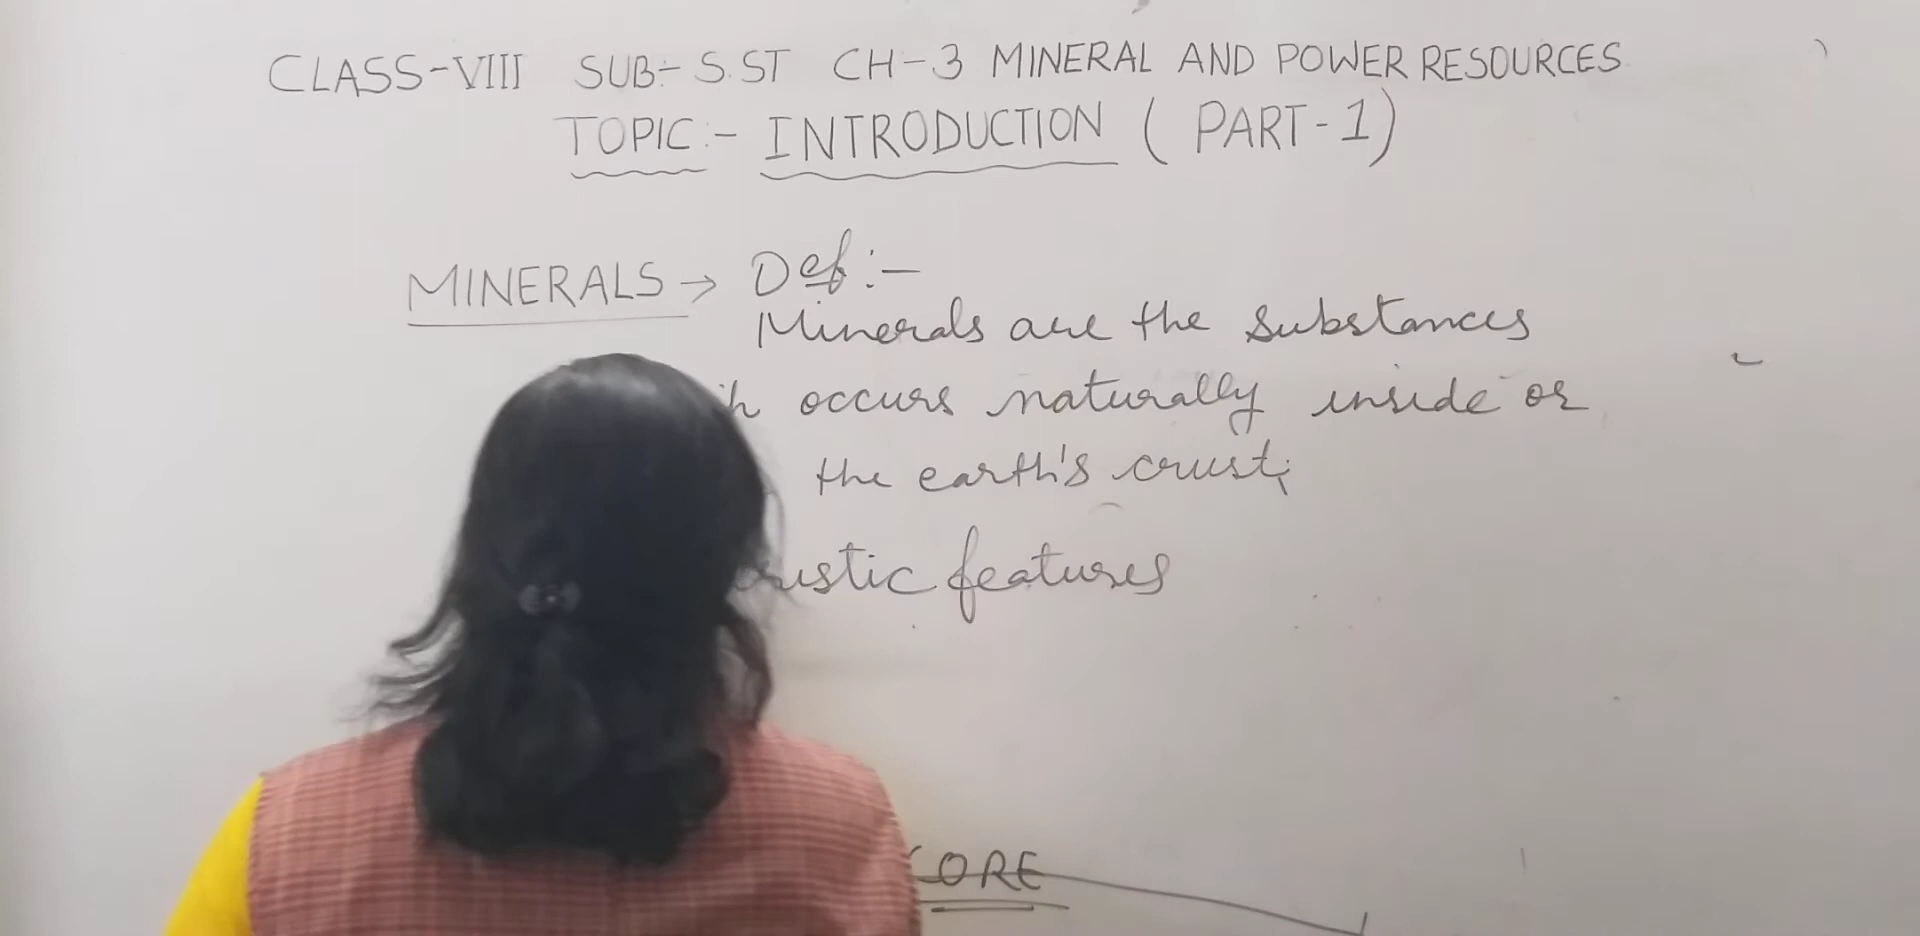 CLASS-VIII SUB:- S.ST CH-3 MINERAL AND POWER RESOURCES
TOPIC:- INTRODUCTION (PART-1)
MINERALS → Def:-
Minerals are the substances
occurs naturally inside or
the earth's crust;
features
CORE